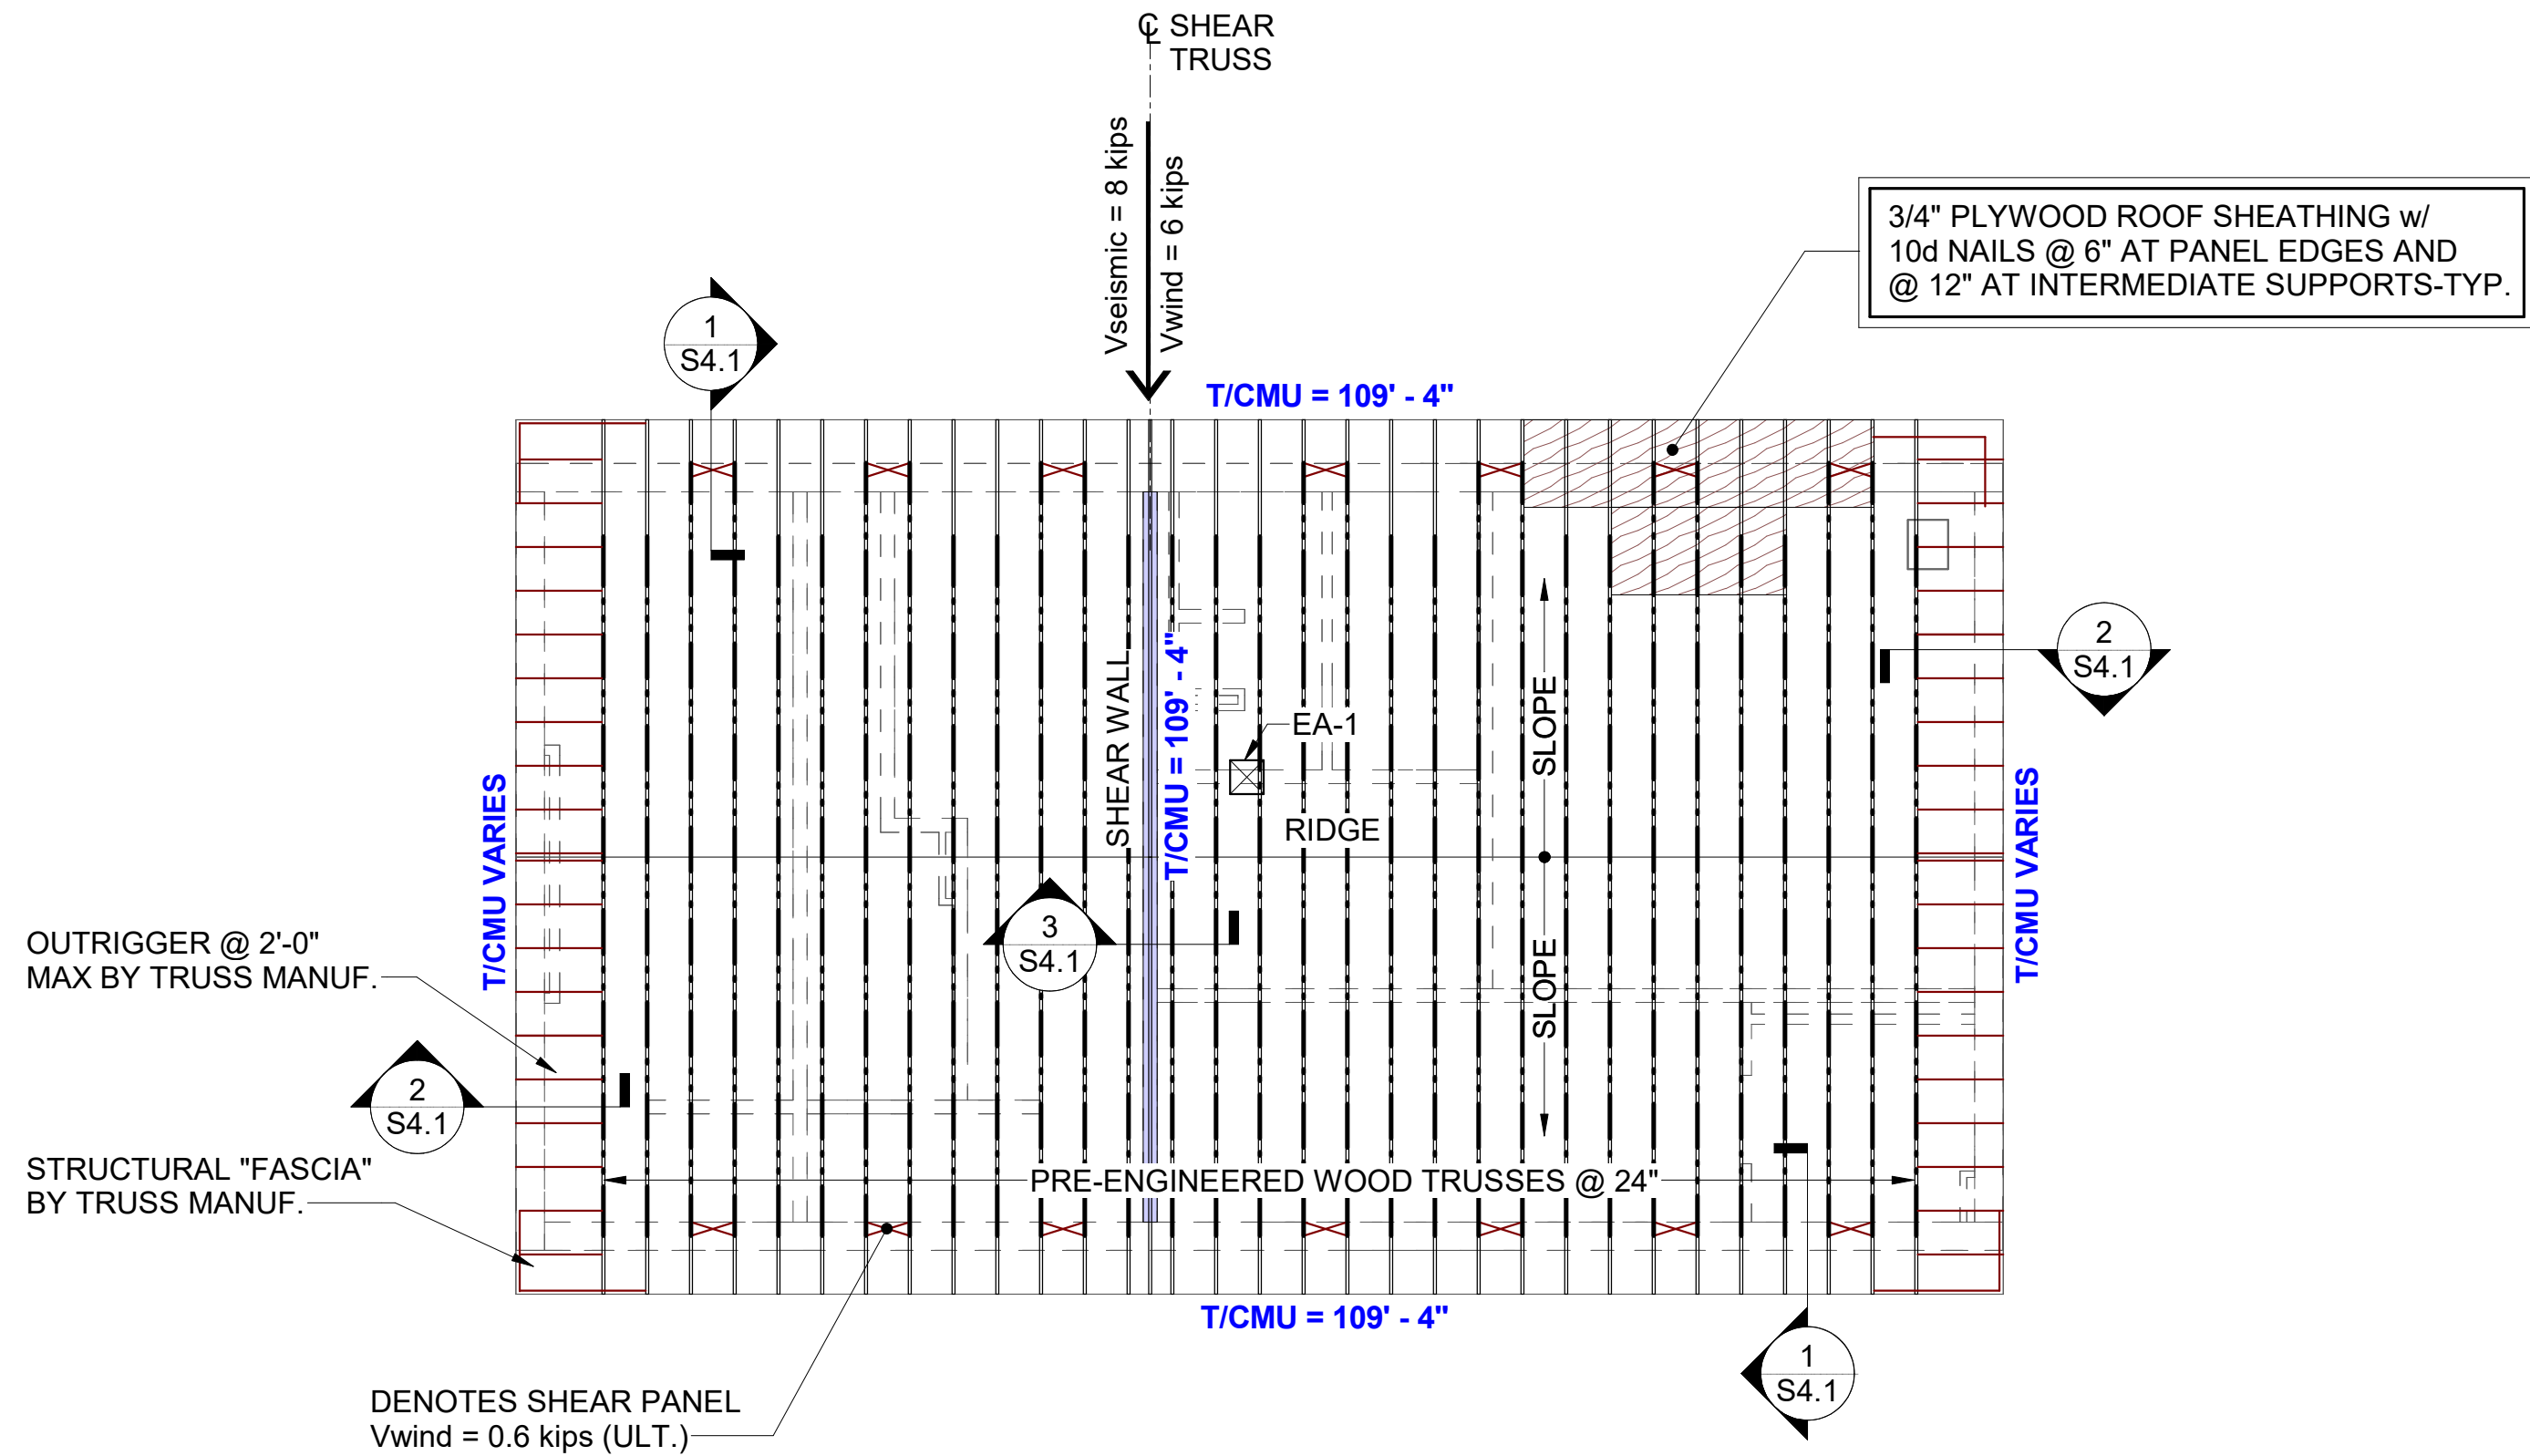 ℄ SHEAR
TRUSS
Vseismic = 8 kips
Vwind = 6 kips
3/4" PLYWOOD ROOF SHEATHING w/
10d NAILS @ 6" AT PANEL EDGES AND
@ 12" AT INTERMEDIATE SUPPORTS-TYP.
1
S4.1
T/CMU = 109' - 4"
2
S4.1
SHEAR WALL
T/CMU = 109' - 4"
EA-1
SLOPE
RIDGE
T/CMU VARIES
T/CMU VARIES
OUTRIGGER @ 2'-0"
MAX BY TRUSS MANUF.
3
S4.1
SLOPE
2
S4.1
STRUCTURAL "FASCIA"
BY TRUSS MANUF.
PRE-ENGINEERED WOOD TRUSSES @ 24"
T/CMU = 109' - 4"
1
S4.1
DENOTES SHEAR PANEL
Vwind = 0.6 kips (ULT.)